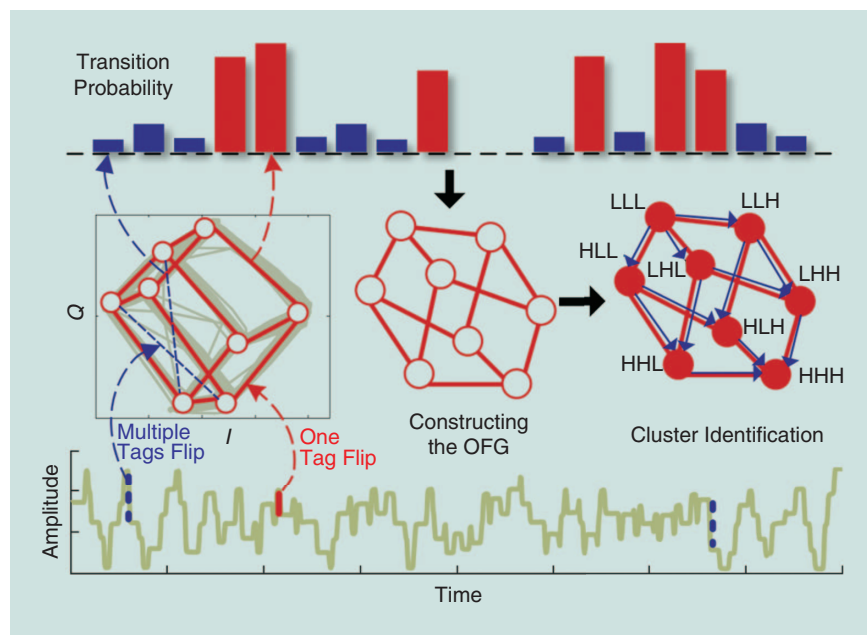 Transition
Probability
LLL
LLH
HLL
LHL
LHH
HLH
HHL
HHH
Q
I
Multiple
Tags Flip
One
Tag Flip
Constructing
the OFG
Cluster Identification
Amplitude
Time